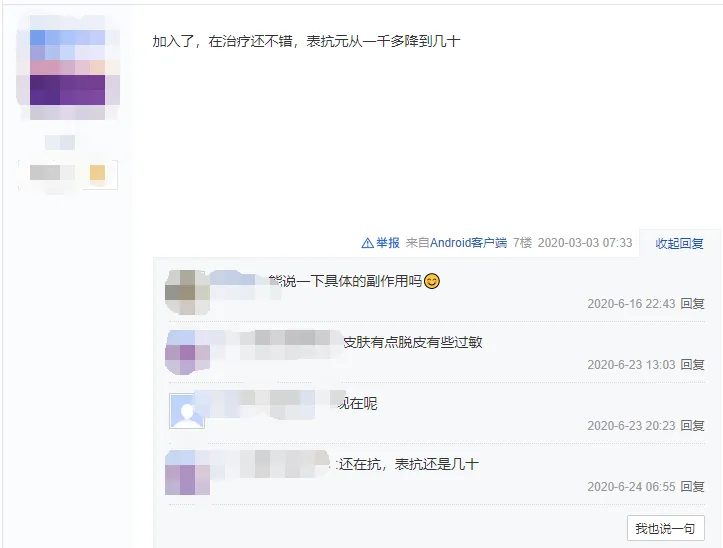 加入了，在治疗还不错，表抗元从一千多降到几十
举报 来自Android客户端 7楼 2020-03-03 07:33 收起回复
能说一下具体的副作用吗
2020-6-16 22:43 回复
皮肤有点脱皮有些过敏
2020-6-23 13:03 回复
现在呢
2020-6-23 20:23 回复
:还在抗，表抗还是几十
2020-6-24 06:55 回复
我也说一句